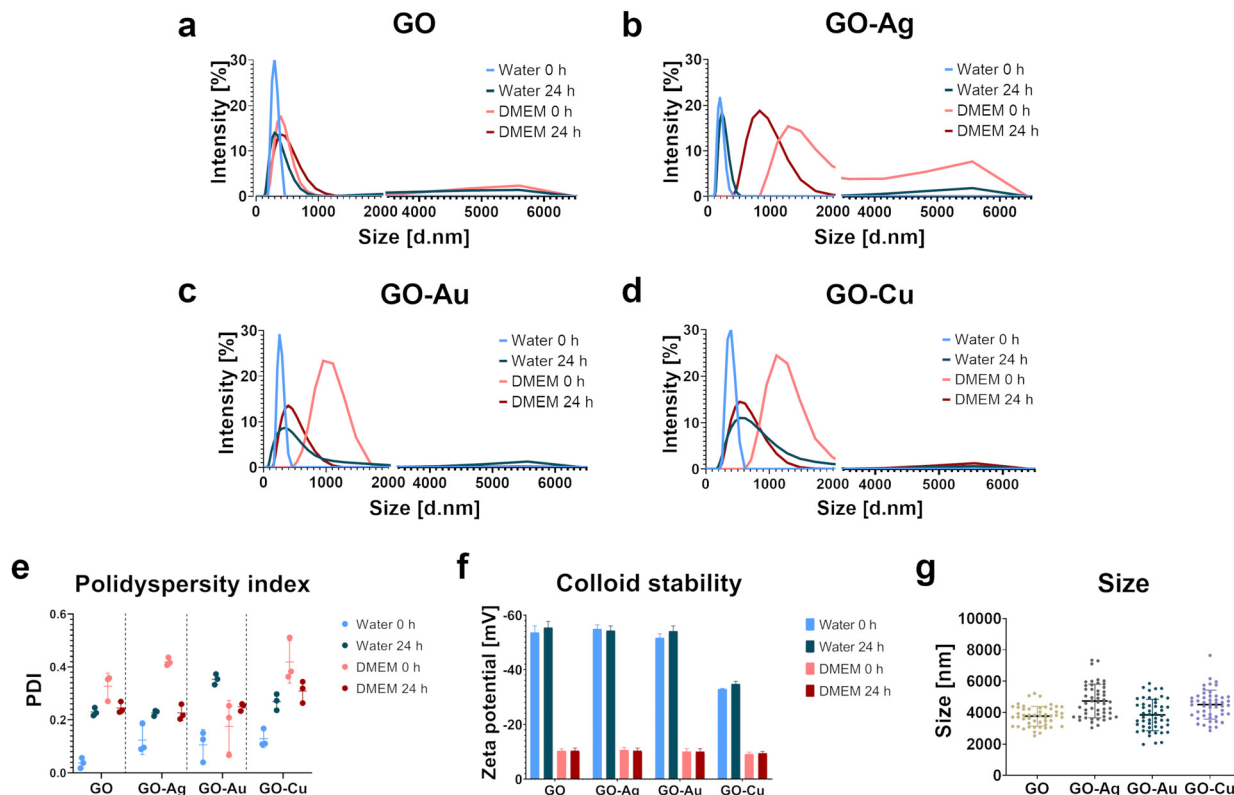 a
GO
Intensity [%]
30
20
10
0
Water 0 h
Water 24 h
DMEM 0 h
DMEM 24 h
0 1000 2000 4000 5000 6000
Size [d.nm]
b
GO-Ag
Intensity [%]
30
20
10
0
Water 0 h
Water 24 h
DMEM 0 h
DMEM 24 h
0 1000 2000 4000 5000 6000
Size [d.nm]
c
GO-Au
Intensity [%]
30
20
10
0
Water 0 h
Water 24 h
DMEM 0 h
DMEM 24 h
0 1000 2000 4000 5000 6000
Size [d.nm]
d
GO-Cu
Intensity [%]
30
20
10
0
Water 0 h
Water 24 h
DMEM 0 h
DMEM 24 h
0 1000 2000 4000 5000 6000
Size [d.nm]
e
Polidyspersity index
PDI
0.6
0.4
0.2
0.0
GO GO-Ag GO-Au GO-Cu
Water 0 h
Water 24 h
DMEM 0 h
DMEM 24 h
f
Colloid stability
Zeta potential [mV]
-60
-40
-20
0
GO GO-Ag GO-Au GO-Cu
Water 0 h
Water 24 h
DMEM 0 h
DMEM 24 h
g
Size
Size [nm]
10000
8000
6000
4000
2000
0
GO GO-Ag GO-Au GO-Cu